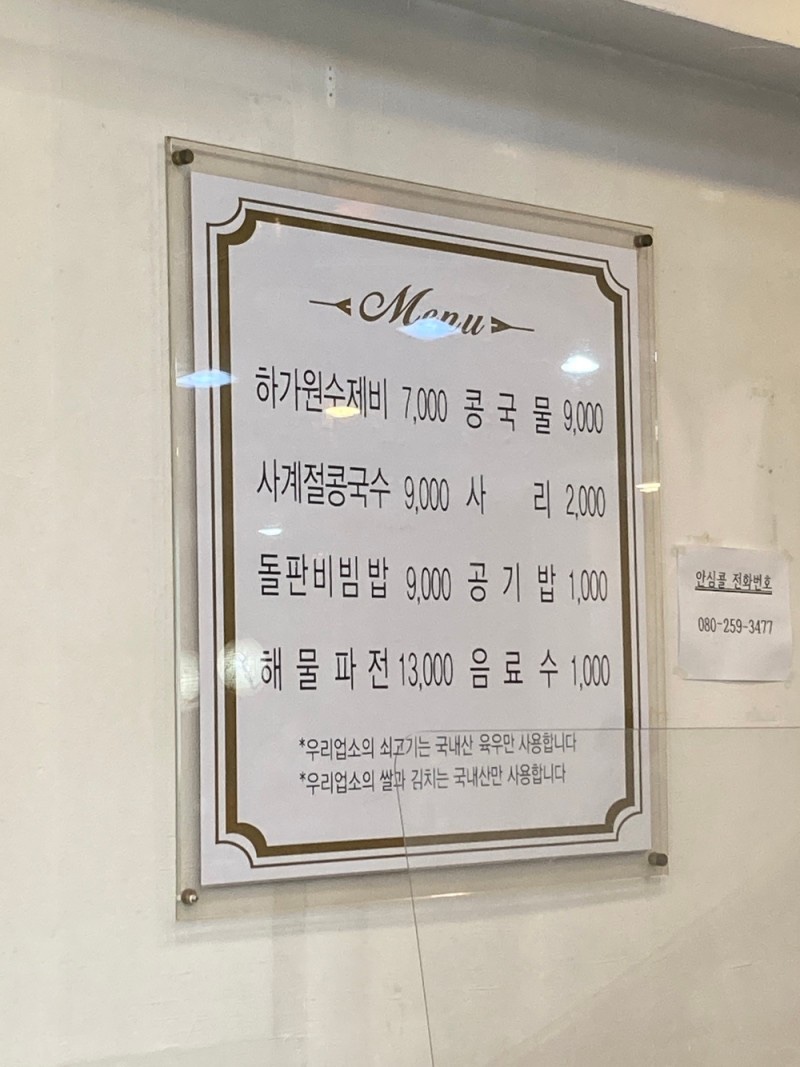 Menu
하가원수제비 7,000 콩국물 9,000
사계절콩국수 9,000 사리 2,000
돌판비빔밥 9,000 공기밥 1,000
해물파전 13,000 음료수 1,000
*우리업소의 쇠고기는 국내산 육우만 사용합니다
*우리업소의 쌀과 김치는 국내산만 사용합니다
안심콜 전화번호
080-259-3477